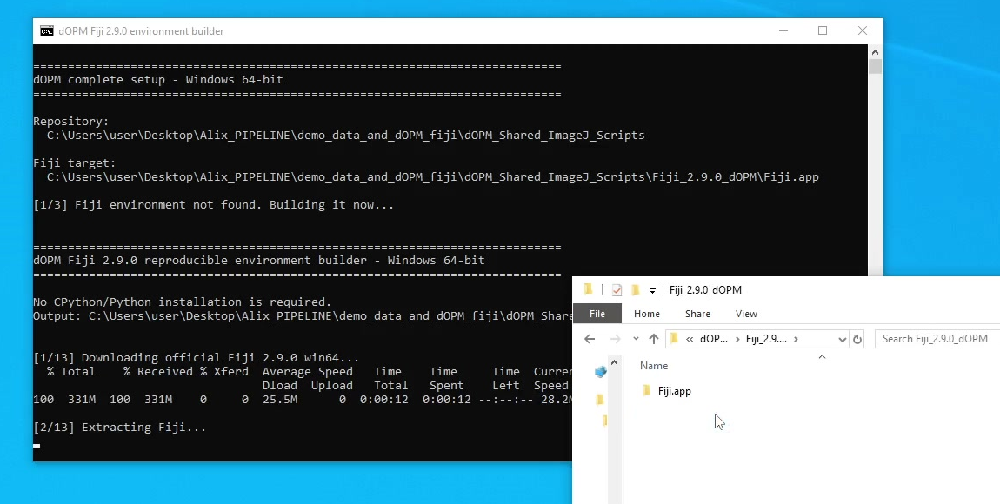 dOPM Fiji 2.9.0 environment builder
===========================================================================
dOPM complete setup - Windows 64-bit
===========================================================================
Repository:
C:\Users\user\Desktop\Alix_PIPELINE\demo_data_and_dOPM_fiji\dOPM_Shared_ImageJ_Scripts
Fiji target:
C:\Users\user\Desktop\Alix_PIPELINE\demo_data_and_dOPM_fiji\dOPM_Shared_ImageJ_Scripts\Fiji_2.9.0_dOPM\Fiji.app
[1/3] Fiji environment not found. Building it now...
===========================================================================
dOPM Fiji 2.9.0 reproducible environment builder - Windows 64-bit
===========================================================================
No CPython/Python installation is required.
Output: C:\Users\user\Desktop\Alix_PIPELINE\demo_data_and_dOPM_fiji\dOPM_Share
[1/13] Downloading official Fiji 2.9.0 win64...
% Total % Received % Xferd Average Speed Time Time Time Curren
Dload Upload Total Spent Left Speed
100 331M 100 331M 0 0 25.5M 0 0:00:12 0:00:12 --:--:-- 28.2M
[2/13] Extracting Fiji...
Fiji_2.9.0_dOPM
File Home Share View
« dOP... › Fiji_2.9.... › Search Fiji_2.9.0_dOPM
Name
Fiji.app